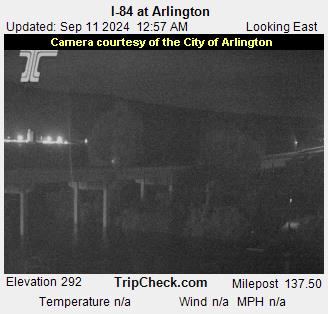 I-84 at Arlington
Updated: Sep 11 2024 12:57 AM Looking East
Camera courtesy of the City of Arlington
Elevation 292 TripCheck.com Milepost 137.50
Temperature n/a Wind n/a MPH n/a